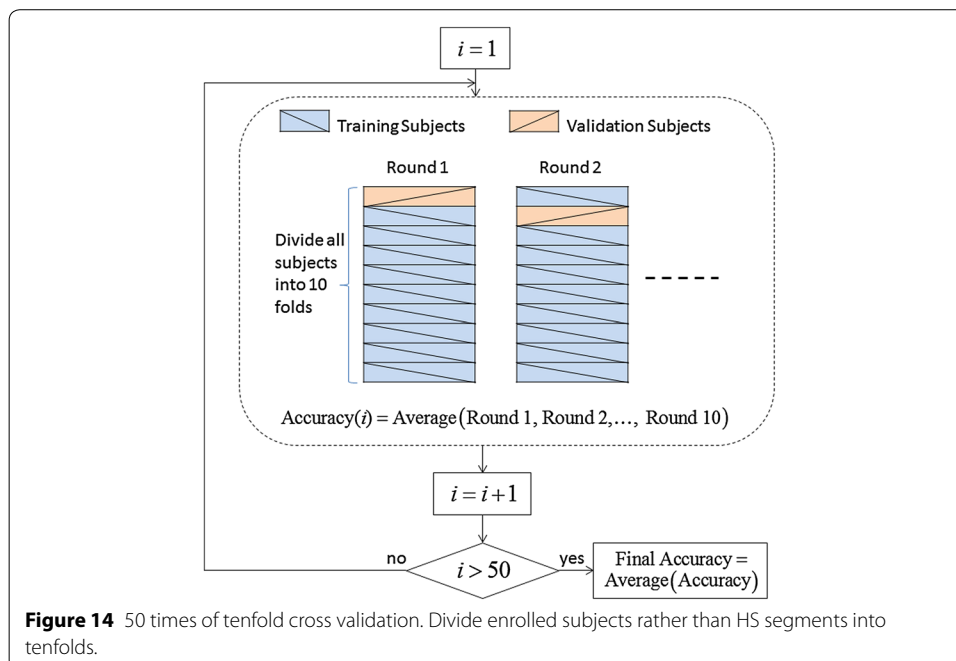 i = 1
Training Subjects
Validation Subjects
Round 1
Round 2
Divide all
subjects
into 10
folds
Accuracy(i) = Average(Round 1, Round 2,..., Round 10)
i = i+1
no
i > 50
yes
Final Accuracy =
Average(Accuracy)
Figure 14 50 times of tenfold cross validation. Divide enrolled subjects rather than HS segments into
tenfolds.